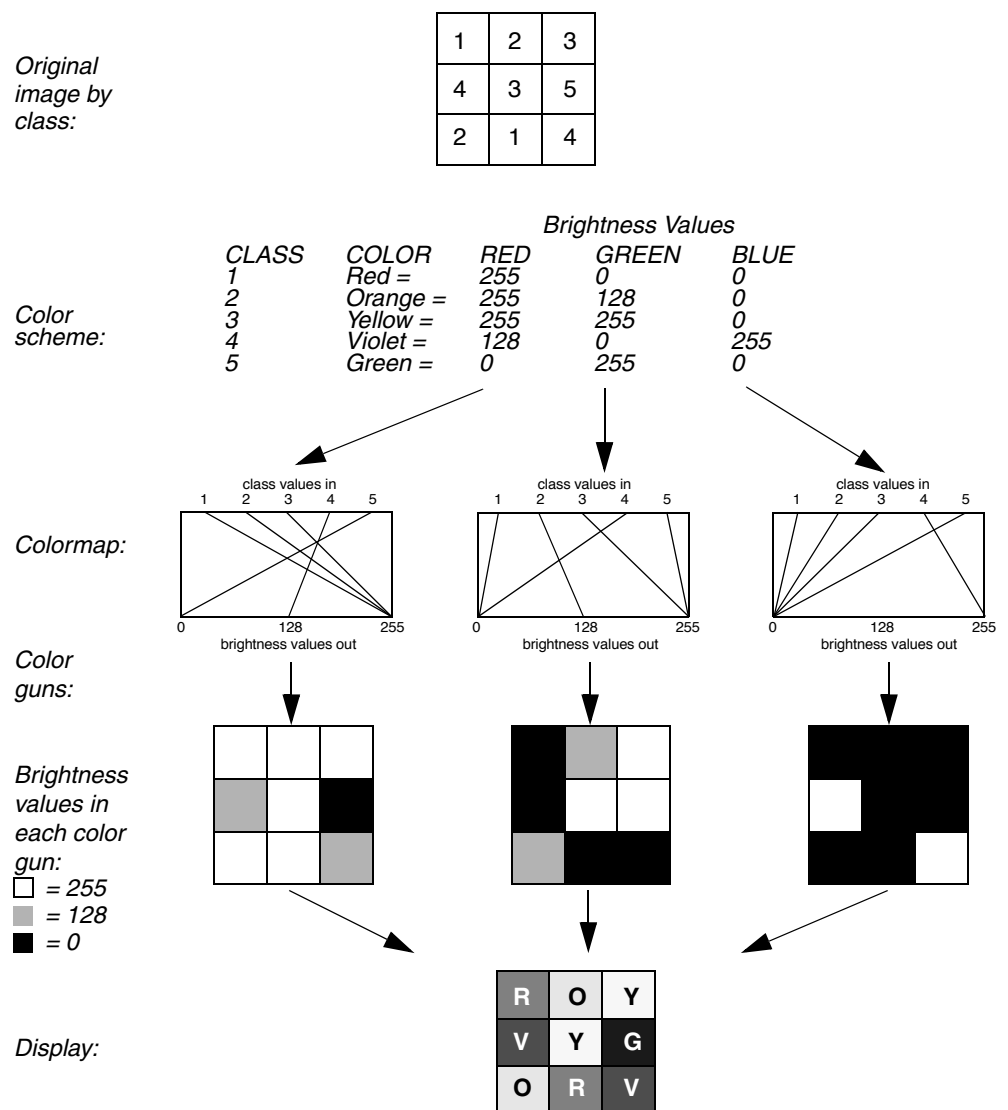 Original
image by
class:
1 2 3
4 3 5
2 1 4
Brightness Values
CLASS COLOR RED GREEN BLUE
1 Red = 255 0 0
2 Orange = 255 128 0
3 Yellow = 255 255 0
4 Violet = 128 0 255
5 Green = 0 255 0
Color
scheme:
class values in
1 2 3 4 5
0 128 255
brightness values out
class values in
1 2 3 4 5
0 128 255
brightness values out
class values in
1 2 3 4 5
0 128 255
brightness values out
Colormap:
Color
guns:
Brightness
values in
each color
gun:
= 255
= 128
= 0
Display:
R O Y
V Y G
O R V